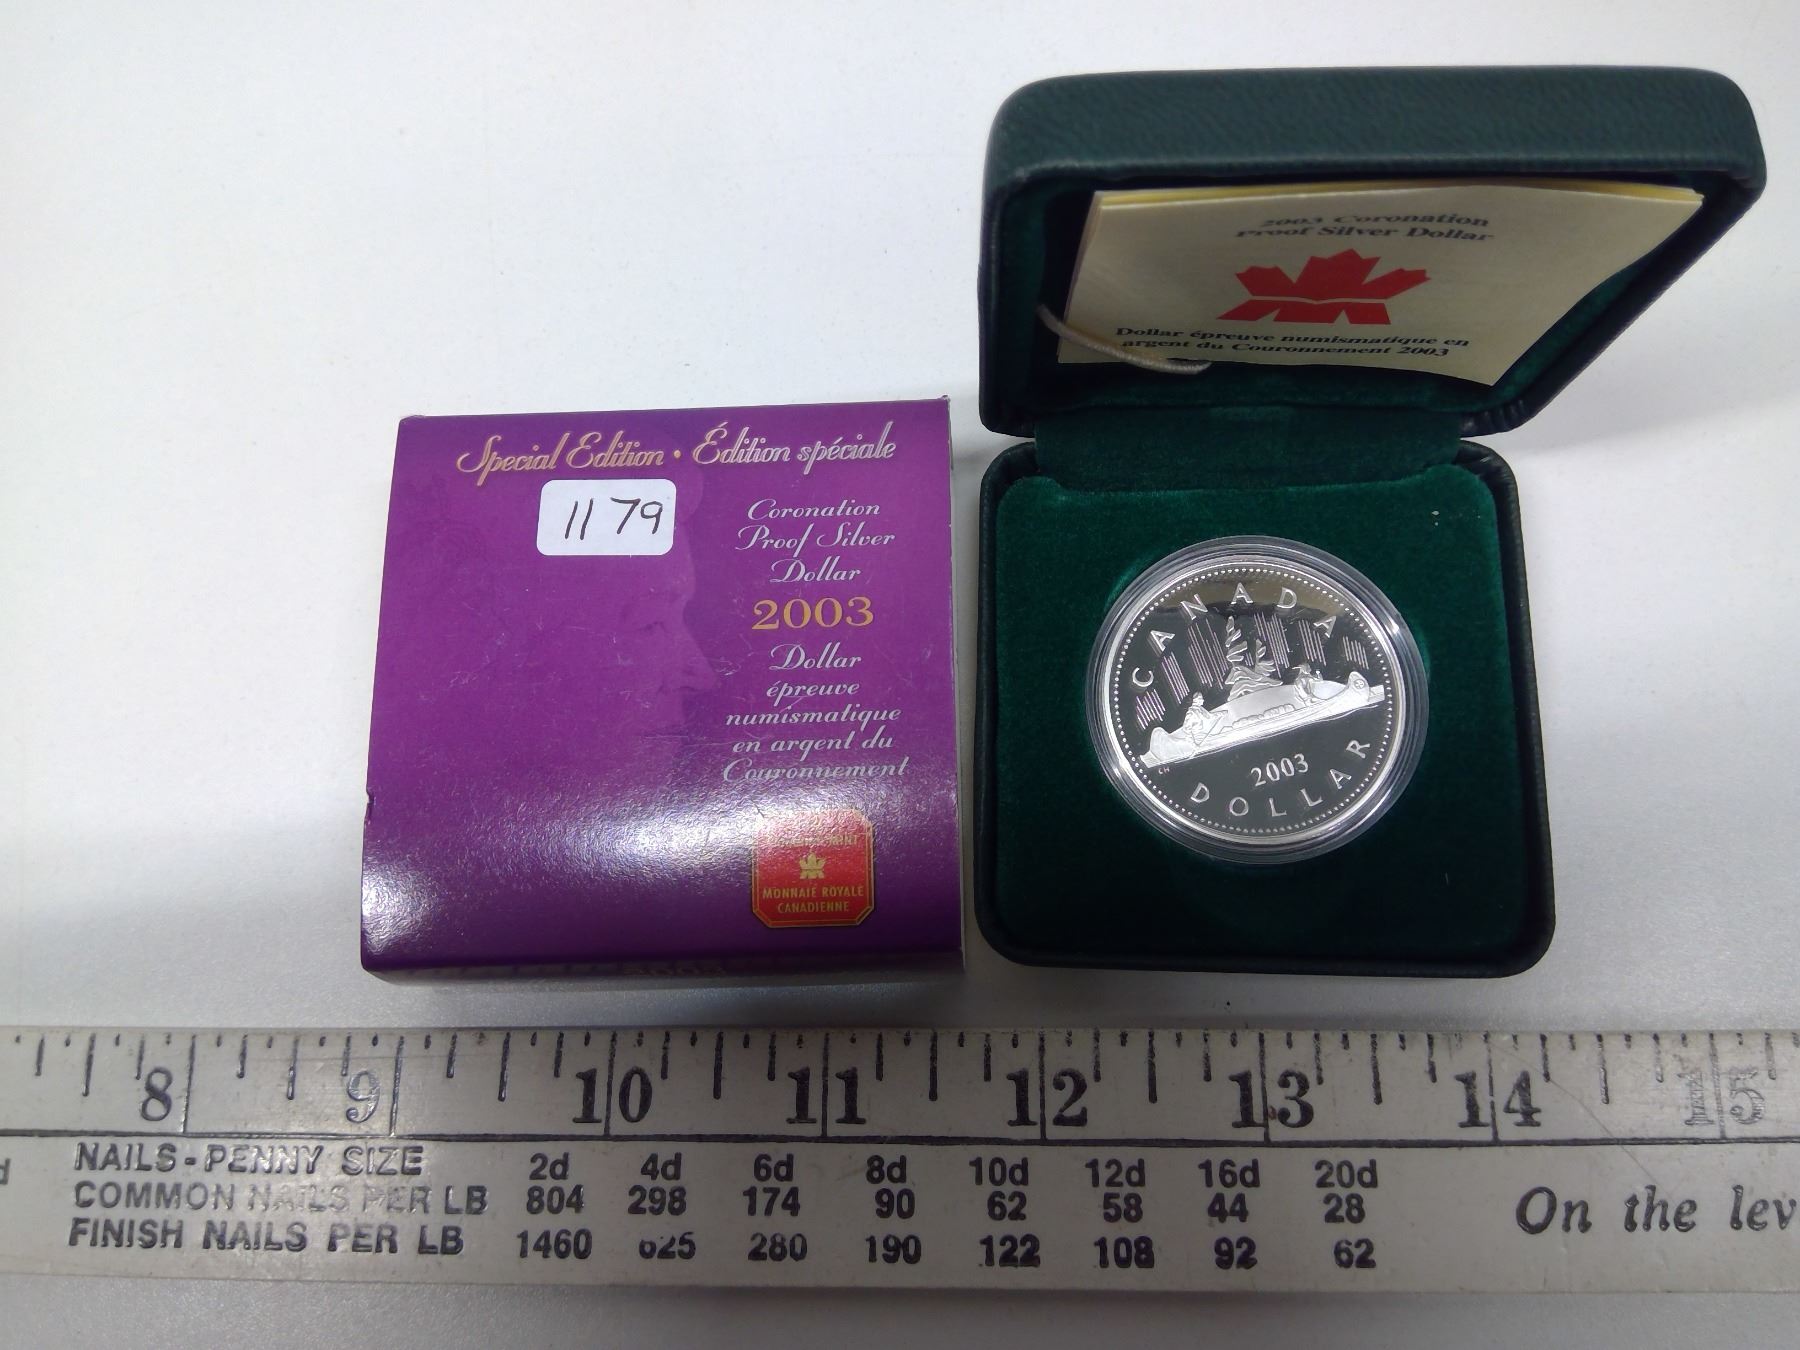 Special Edition • Édition spéciale
1179
Coronation
Proof Silver
Dollar
2003
Dollar
épreuve
numismatique
en argent du
Couronnement
MINT
MONNAIE ROYALE
CANADIENNE
2003
2003 Coronation
Proof Silver Dollar
Dollar épreuve numismatique en
argent du Couronnement 2003
CANADA
CH
2003
DOLLAR
8 9 10 11 12 13 14 15
NAILS-PENNY SIZE 2d 4d 6d 8d 10d 12d 16d 20d
COMMON NAILS PER LB 804 298 174 90 62 58 44 28
FINISH NAILS PER LB 1460 625 280 190 122 108 92 62
On the lev